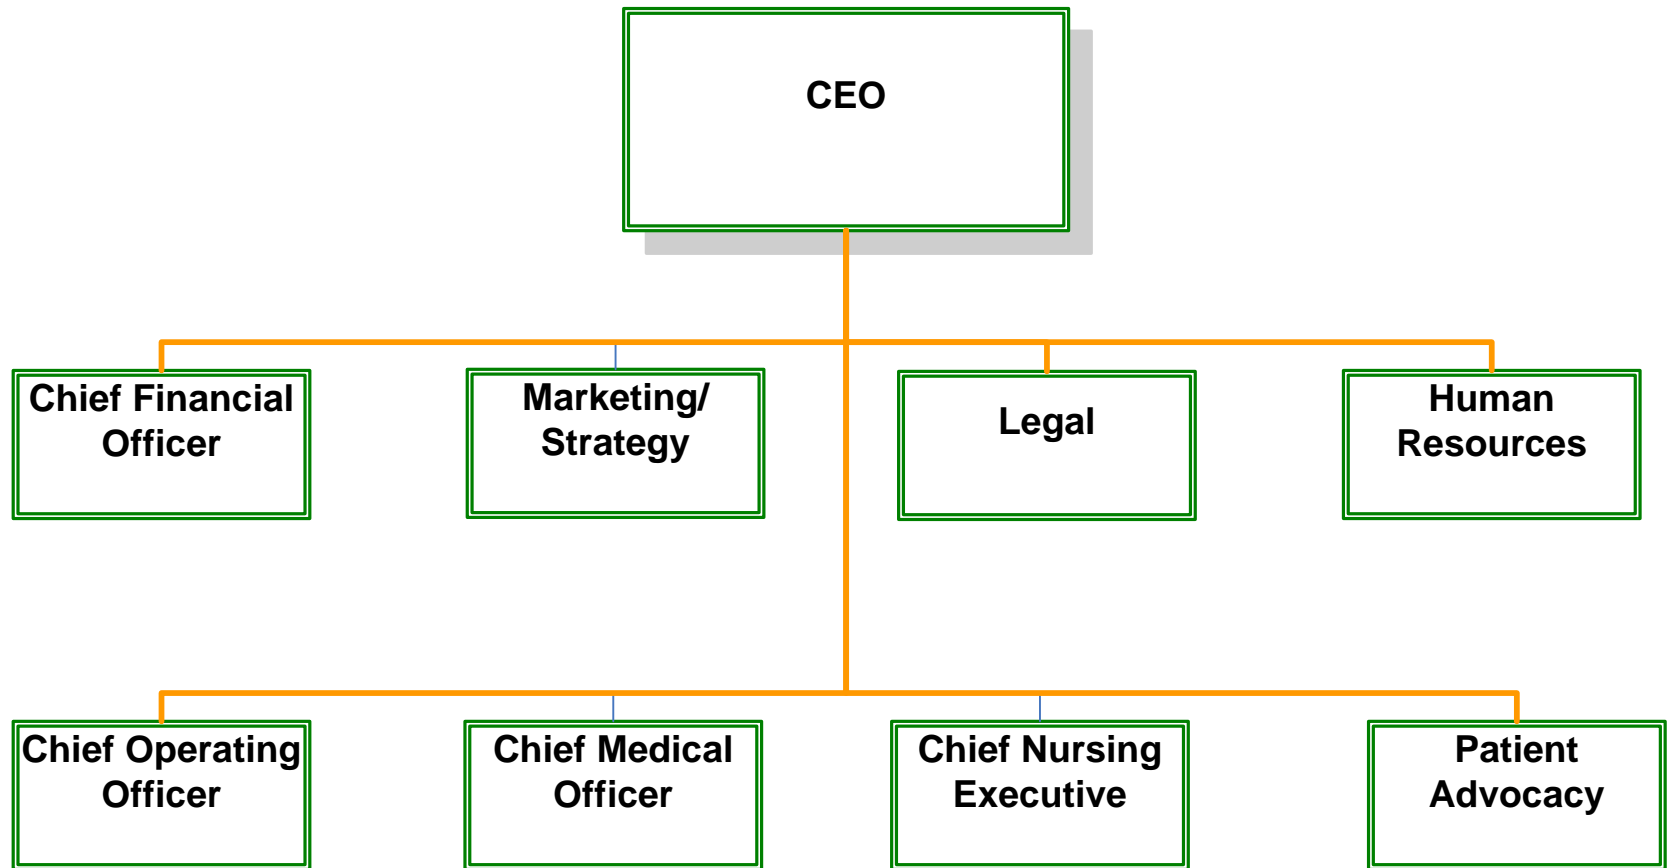 CEO
Chief Financial
Officer
Marketing/
Strategy
Legal
Human
Resources
Chief Operating
Officer
Chief Medical
Officer
Chief Nursing
Executive
Patient
Advocacy